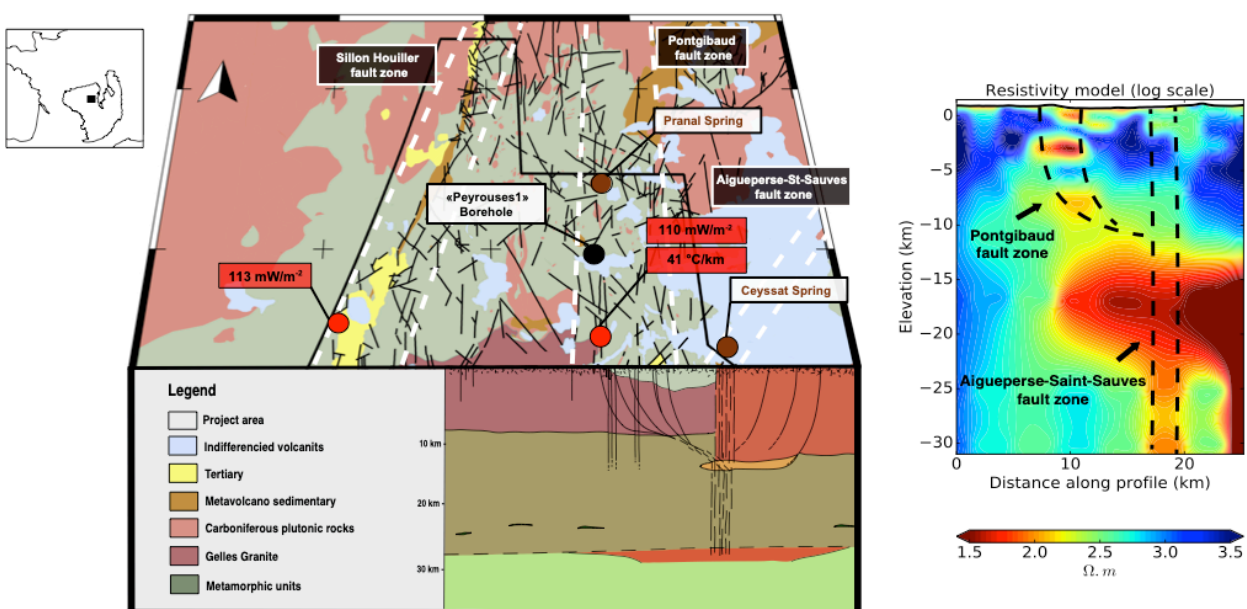 Sillon Houiller
fault zone
Pontgibaud
fault zone
Pranal Spring
Aigueperse-St-Sauves
fault zone
«Peyrouses1»
Borehole
110 mW/m⁻²
41 °C/km
113 mW/m⁻²
Ceyssat Spring
Legend
Project area
Indifferencied volcanits
Tertiary
Metavolcano sedimentary
Carboniferous plutonic rocks
Gelles Granite
Metamorphic units
10 km
20 km
30 km
Resistivity model (log scale)
Elevation (km)
0
−5
−10
−15
−20
−25
−30
Pontgibaud
fault zone
Aigueperse-Saint-Sauves
fault zone
0 10 20
Distance along profile (km)
1.5 2.0 2.5 3.0 3.5
Ω.m